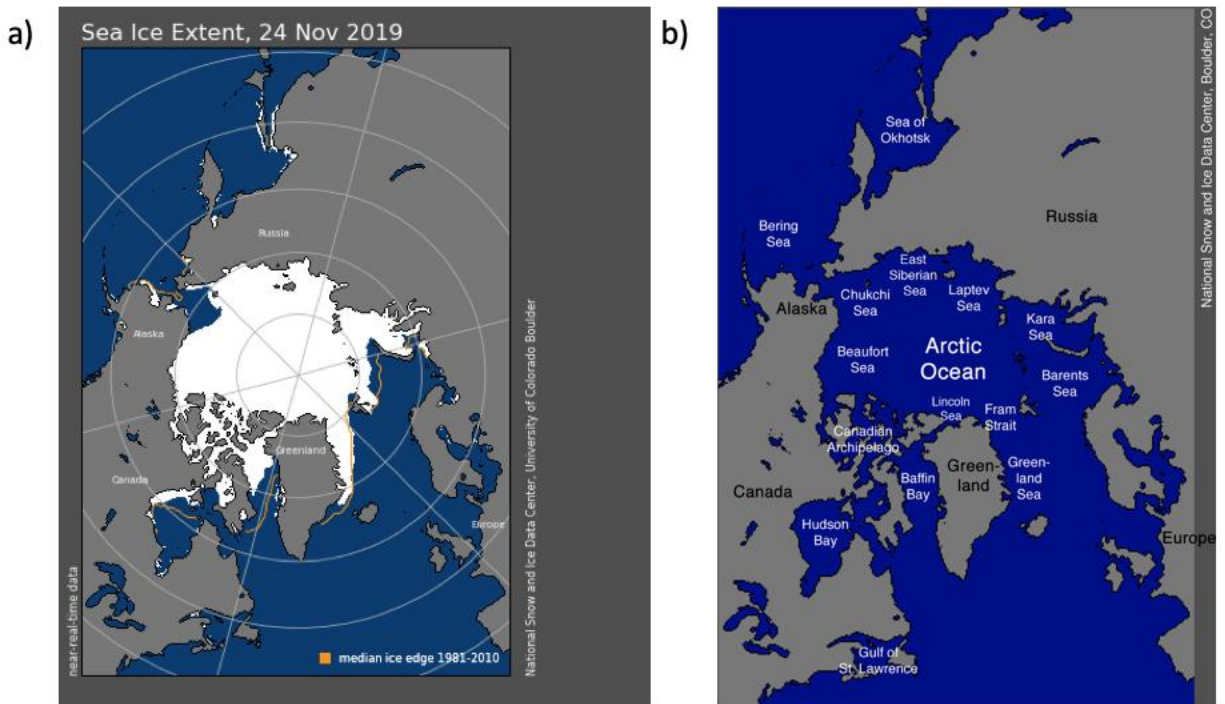 a)
Sea Ice Extent, 24 Nov 2019
Russia
Alaska
Greenland
Canada
Europe
near-real-time data
median ice edge 1981-2010
National Snow and Ice Data Center, University of Colorado Boulder
b)
Sea of
Okhotsk
Russia
Bering
Sea
East
Siberian
Sea
Laptev
Sea
Chukchi
Sea
Alaska
Kara
Sea
Beaufort
Sea
Arctic
Ocean
Barents
Sea
Lincoln
Sea
Fram
Strait
Canadian
Archipelago
Canada
Baffin
Bay
Green-
land
Green-
land
Sea
Hudson
Bay
Europe
Gulf of
St. Lawrence
National Snow and Ice Data Center, Boulder, CO